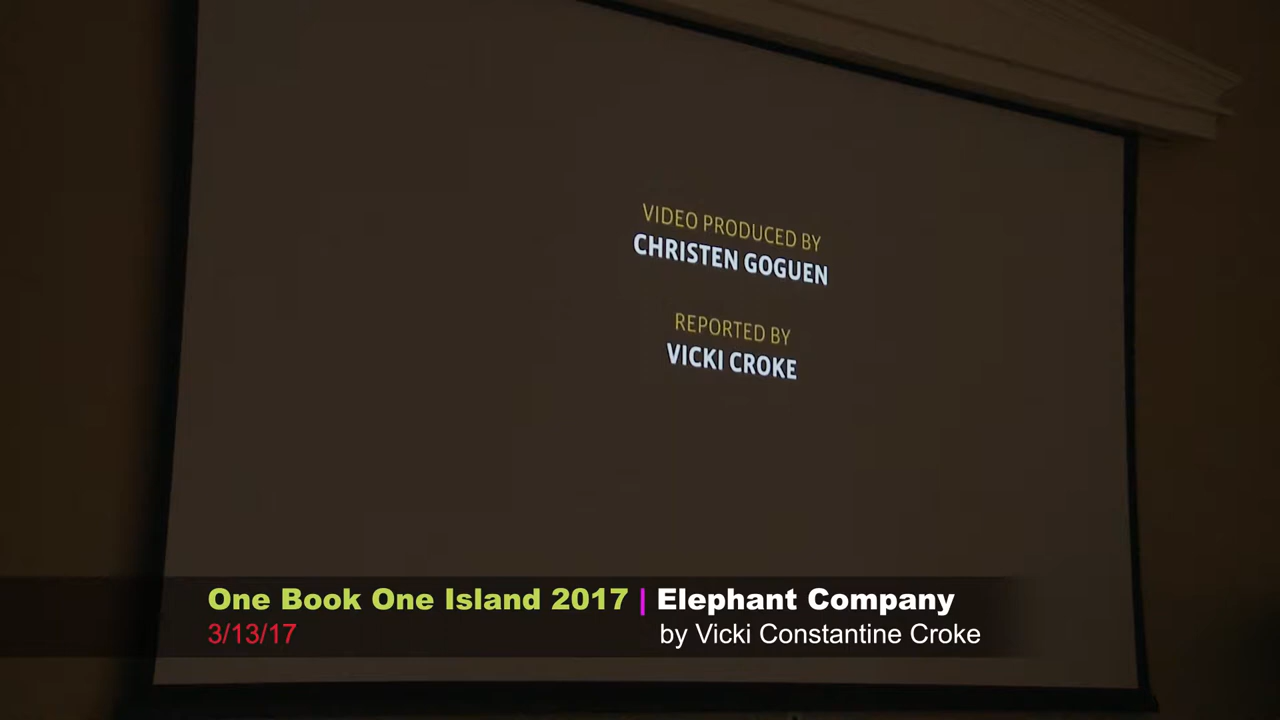 VIDEO PRODUCED BY
CHRISTEN GOGUEN
REPORTED BY
VICKI CROKE
One Book One Island 2017 | Elephant Company
3/13/17 by Vicki Constantine Croke